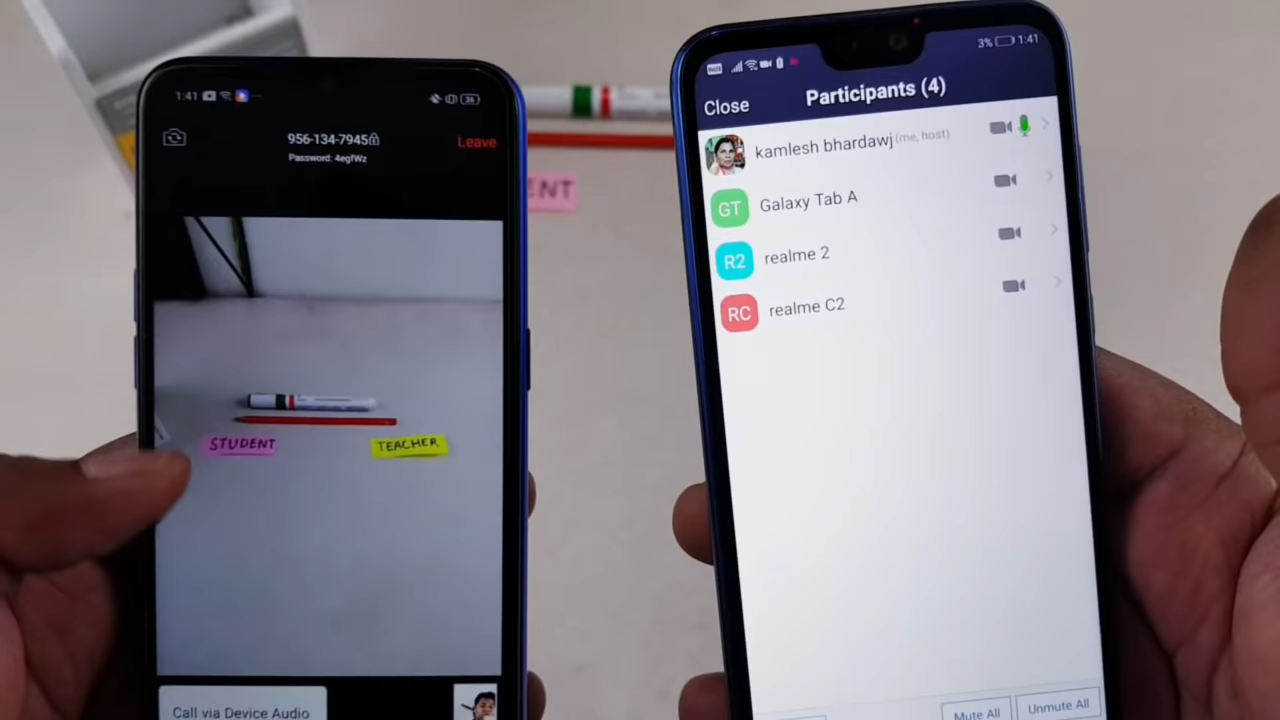 1:41
36
956-134-7945
Password: 4egfWz
Leave
STUDENT
TEACHER
Call via Device Audio
ENT
3% 1:41
Close
Participants (4)
kamlesh bhardawj (me, host)
GT Galaxy Tab A
R2 realme 2
RC realme C2
Mute All
Unmute All